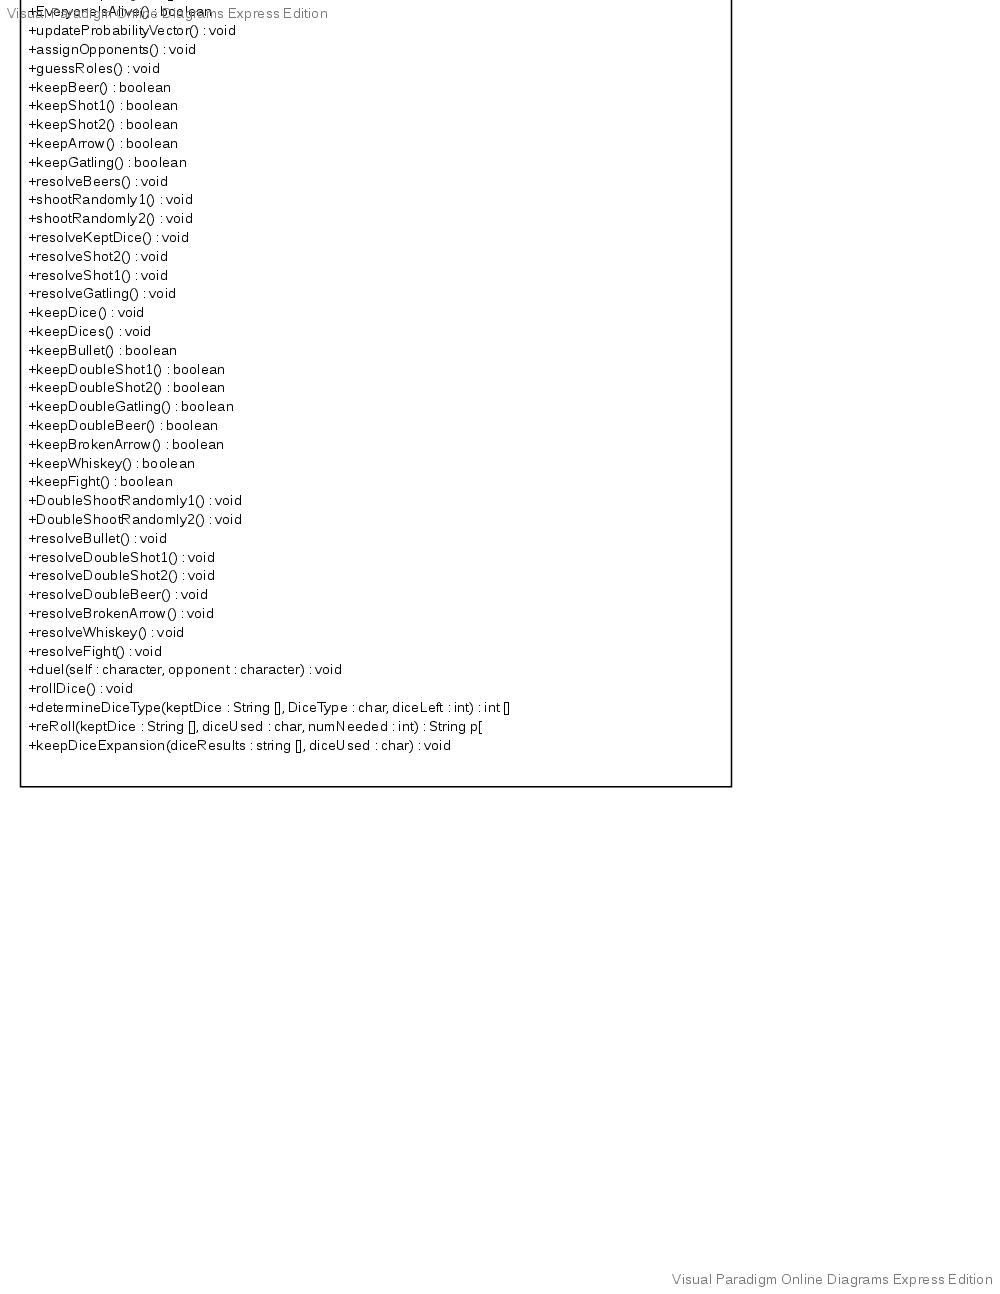 Visual Paradigm Online Diagrams Express Edition
+EveryoneIsAlive() : boolean
+updateProbabilityVector() : void
+assignOpponents() : void
+guessRoles() : void
+keepBeer() : boolean
+keepShot1() : boolean
+keepShot2() : boolean
+keepArrow() : boolean
+keepGatling() : boolean
+resolveBeers() : void
+shootRandomly1() : void
+shootRandomly2() : void
+resolveKeptDice() : void
+resolveShot2() : void
+resolveShot1() : void
+resolveGatling() : void
+keepDice() : void
+keepDices() : void
+keepBullet() : boolean
+keepDoubleShot1() : boolean
+keepDoubleShot2() : boolean
+keepDoubleGatling() : boolean
+keepDoubleBeer() : boolean
+keepBrokenArrow() : boolean
+keepWhiskey() : boolean
+keepFight() : boolean
+DoubleShootRandomly1() : void
+DoubleShootRandomly2() : void
+resolveBullet() : void
+resolveDoubleShot1() : void
+resolveDoubleShot2() : void
+resolveDoubleBeer() : void
+resolveBrokenArrow() : void
+resolveWhiskey() : void
+resolveFight() : void
+duel(self : character, opponent : character) : void
+rollDice() : void
+determineDiceType(keptDice : String [], DiceType : char, diceLeft : int) : int []
+reRoll(keptDice : String [], diceUsed : char, numNeeded : int) : String p[
+keepDiceExpansion(diceResults : string [], diceUsed : char) : void
Visual Paradigm Online Diagrams Express Edition